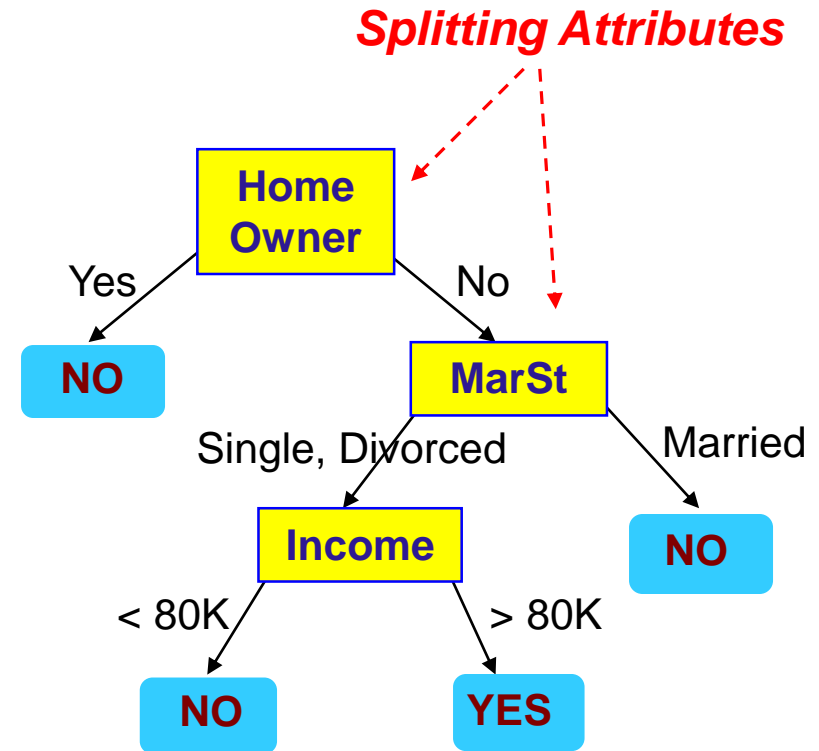 Splitting Attributes
Home
Owner
Yes
No
NO
MarSt
Single, Divorced
Married
Income
NO
< 80K
> 80K
NO
YES